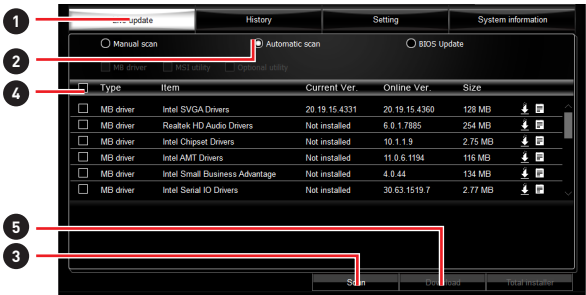 1
Live update History Setting System information
Manual scan Automatic scan BIOS Update
2
MB driver MSI utility Optional utility
4
Type Item Current Ver. Online Ver. Size
MB driver Intel SVGA Drivers 20.19.15.4331 20.19.15.4360 128 MB
MB driver Realtek HD Audio Drivers Not installed 6.0.1.7885 254 MB
MB driver Intel Chipset Drivers Not installed 10.1.1.9 2.75 MB
MB driver Intel AMT Drivers Not installed 11.0.6.1194 116 MB
MB driver Intel Small Business Advantage Not installed 4.0.44 134 MB
MB driver Intel Serial IO Drivers Not installed 30.63.1519.7 2.77 MB
5
3
Scan Download Total Installer